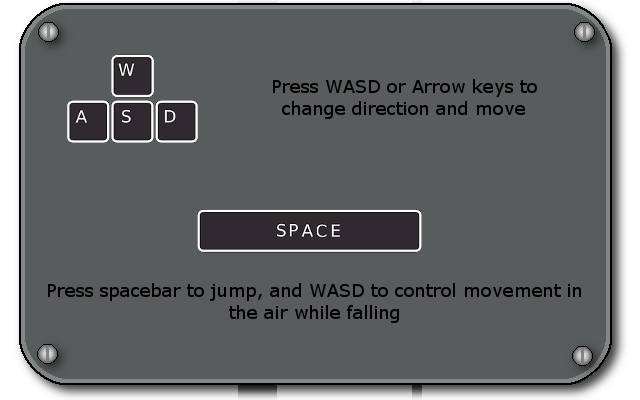 W
A S D
Press WASD or Arrow keys to
change direction and move
SPACE
Press spacebar to jump, and WASD to control movement in
the air while falling